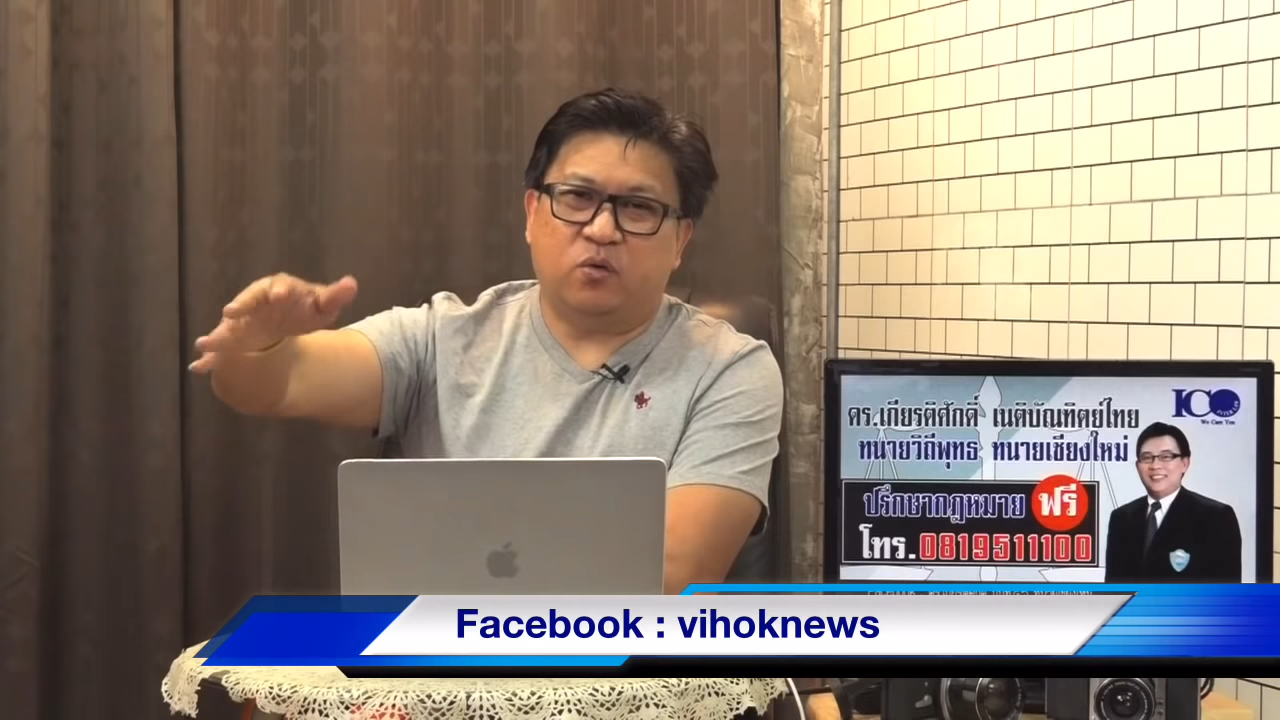 ดร.เกียรติศักดิ์ เนติบัณฑิตย์ไทย
ICO
INTER LAW
We Care You
ทนายวิถีพุทธ ทนายเชียงใหม่
ปรึกษากฎหมาย ฟรี
โทร.0819511100
Facebook : vihoknews